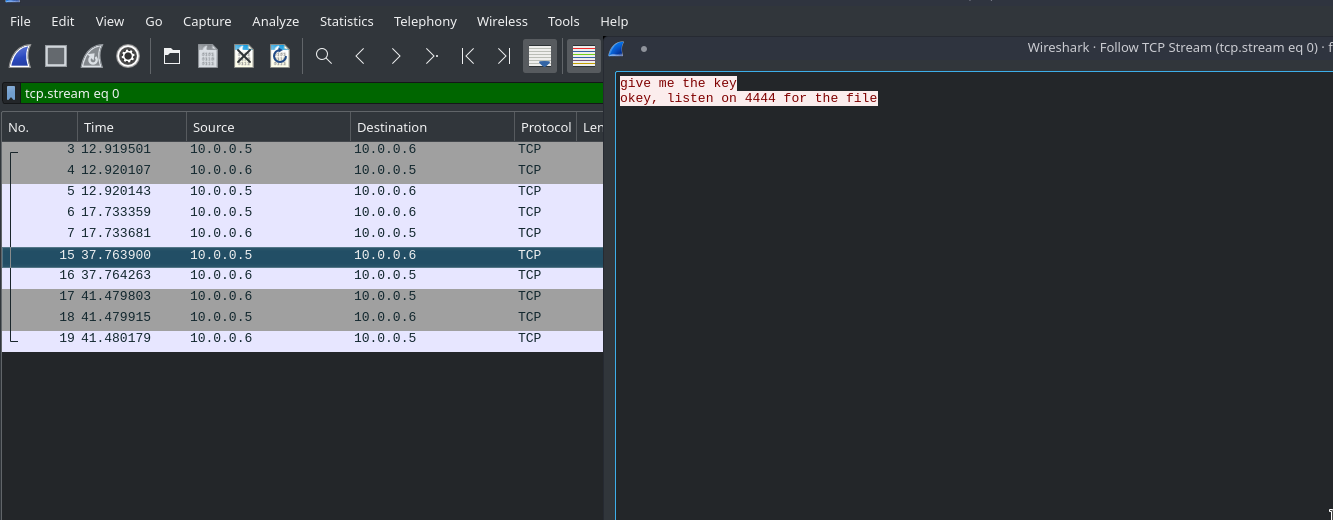 File Edit View Go Capture Analyze Statistics Telephony Wireless Tools Help
Wireshark · Follow TCP Stream (tcp.stream eq 0) · f
tcp.stream eq 0
give me the key
okey, listen on 4444 for the file
No. Time Source Destination Protocol Len
3 12.919501 10.0.0.5 10.0.0.6 TCP
4 12.920107 10.0.0.6 10.0.0.5 TCP
5 12.920143 10.0.0.5 10.0.0.6 TCP
6 17.733359 10.0.0.5 10.0.0.6 TCP
7 17.733681 10.0.0.6 10.0.0.5 TCP
15 37.763900 10.0.0.5 10.0.0.6 TCP
16 37.764263 10.0.0.6 10.0.0.5 TCP
17 41.479803 10.0.0.6 10.0.0.5 TCP
18 41.479915 10.0.0.5 10.0.0.6 TCP
19 41.480179 10.0.0.6 10.0.0.5 TCP